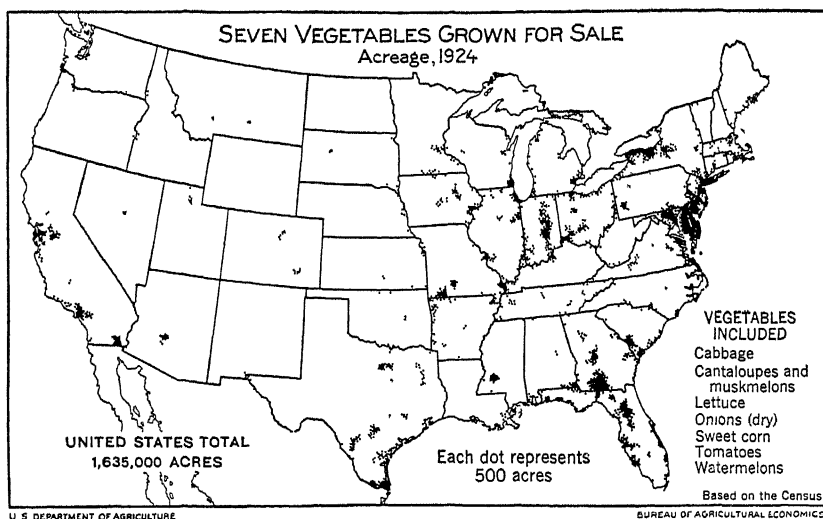 SEVEN VEGETABLES GROWN FOR SALE
Acreage, 1924
VEGETABLES
INCLUDED
Cabbage
Cantaloupes and
muskmelons
Lettuce
Onions (dry)
Sweet corn
Tomatoes
Watermelons
UNITED STATES TOTAL
1,635,000 ACRES
Each dot represents
500 acres
Based on the Census
U. S. DEPARTMENT OF AGRICULTURE
BUREAU OF AGRICULTURAL ECONOMICS